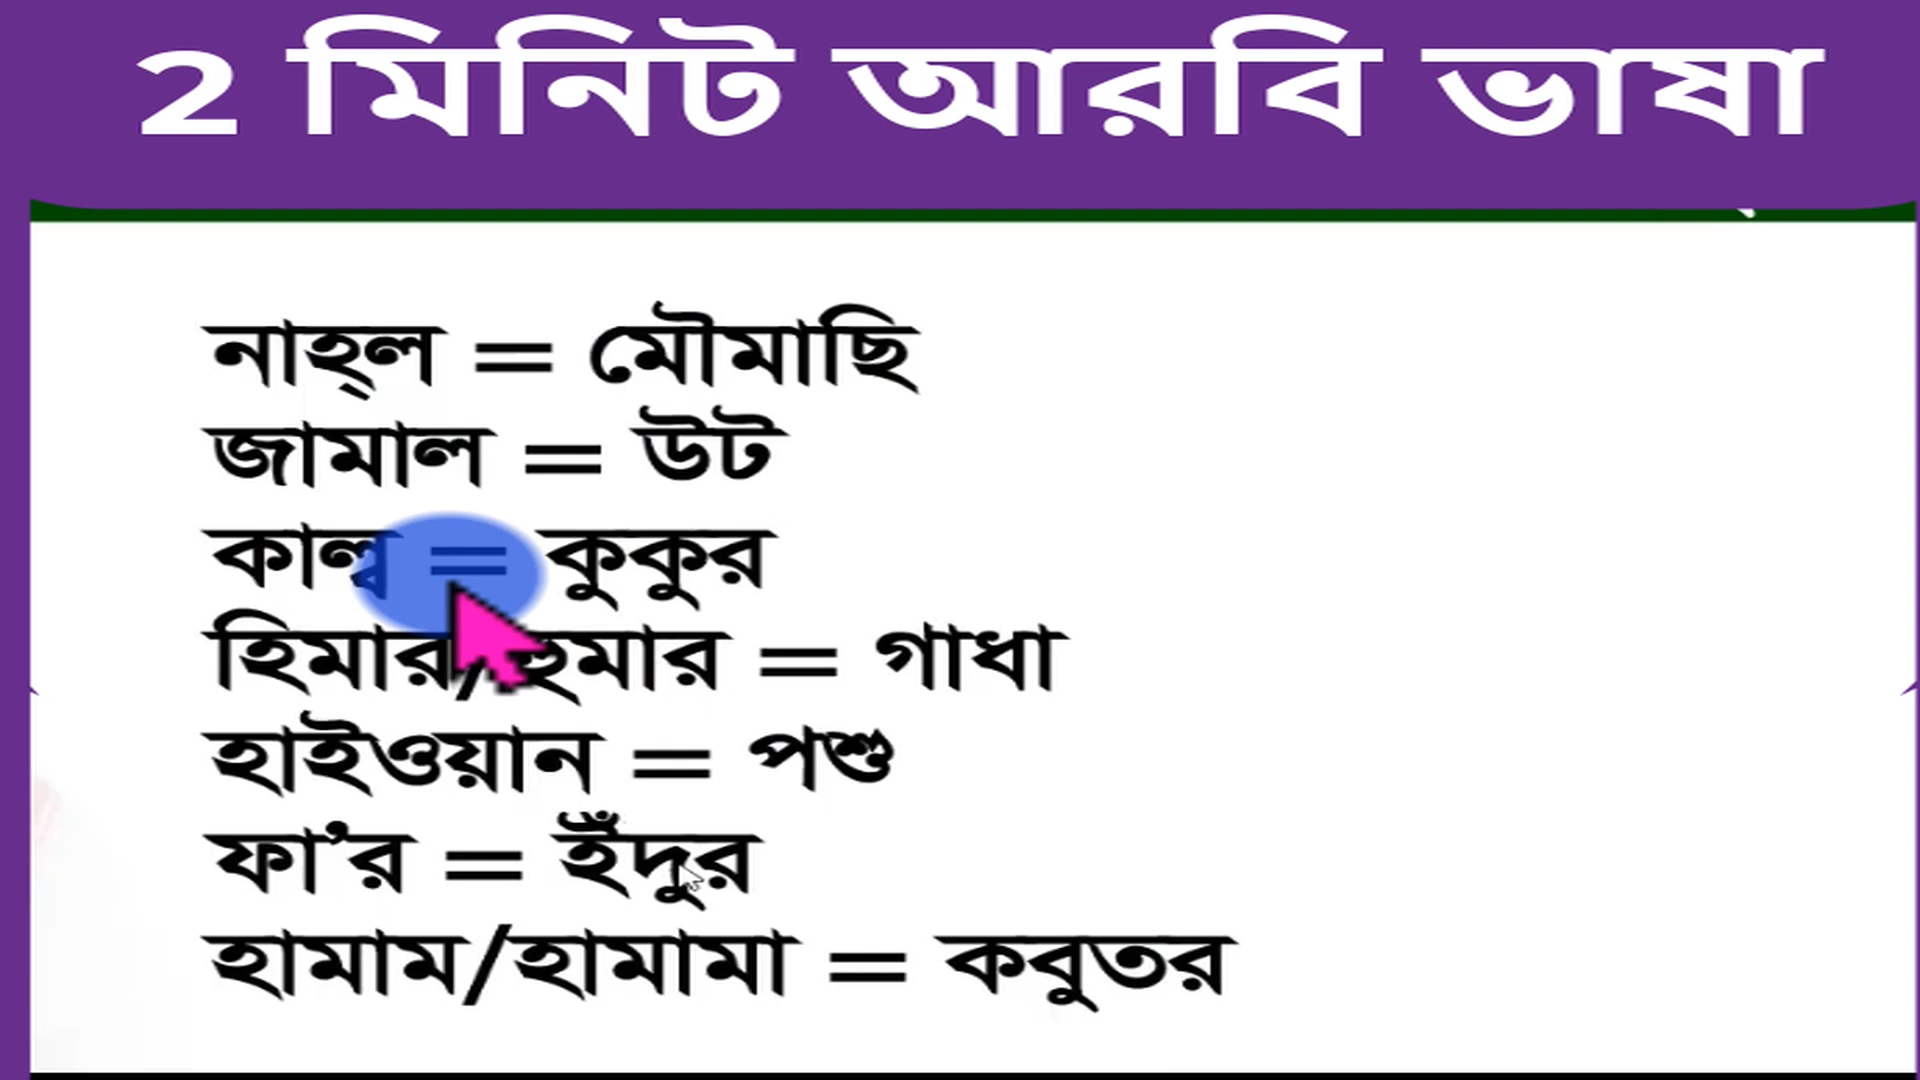 2 মিনিট আরবি ভাষা
নাহ্ল = মৌমাছি
জামাল = উট
কাল্ব = কুকুর
হিমার/হুমার = গাধা
হাইওয়ান = পশু
ফা'র = ইঁদুর
হামাম/হামামা = কবুতর